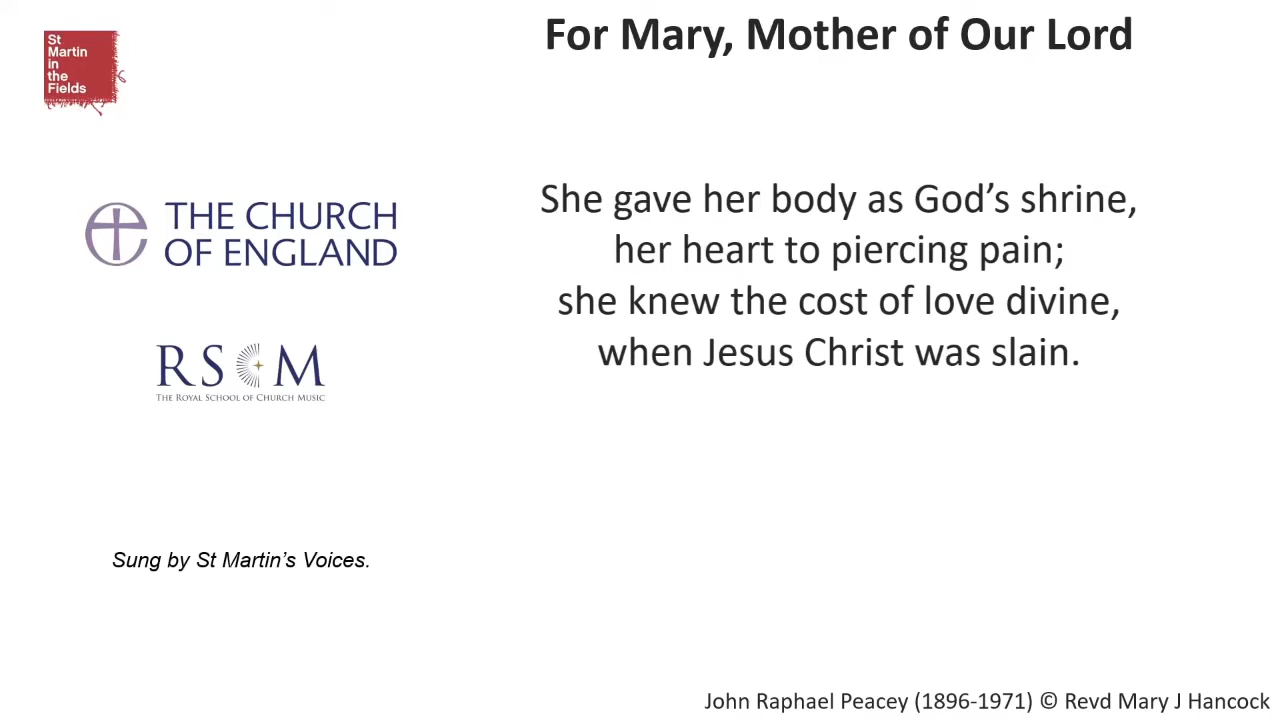 For Mary, Mother of Our Lord
St
Martin
in
the
Fields
THE CHURCH
OF ENGLAND
RSCM
THE ROYAL SCHOOL OF CHURCH MUSIC
She gave her body as God’s shrine,
her heart to piercing pain;
she knew the cost of love divine,
when Jesus Christ was slain.
Sung by St Martin’s Voices.
John Raphael Peacey (1896-1971) © Revd Mary J Hancock